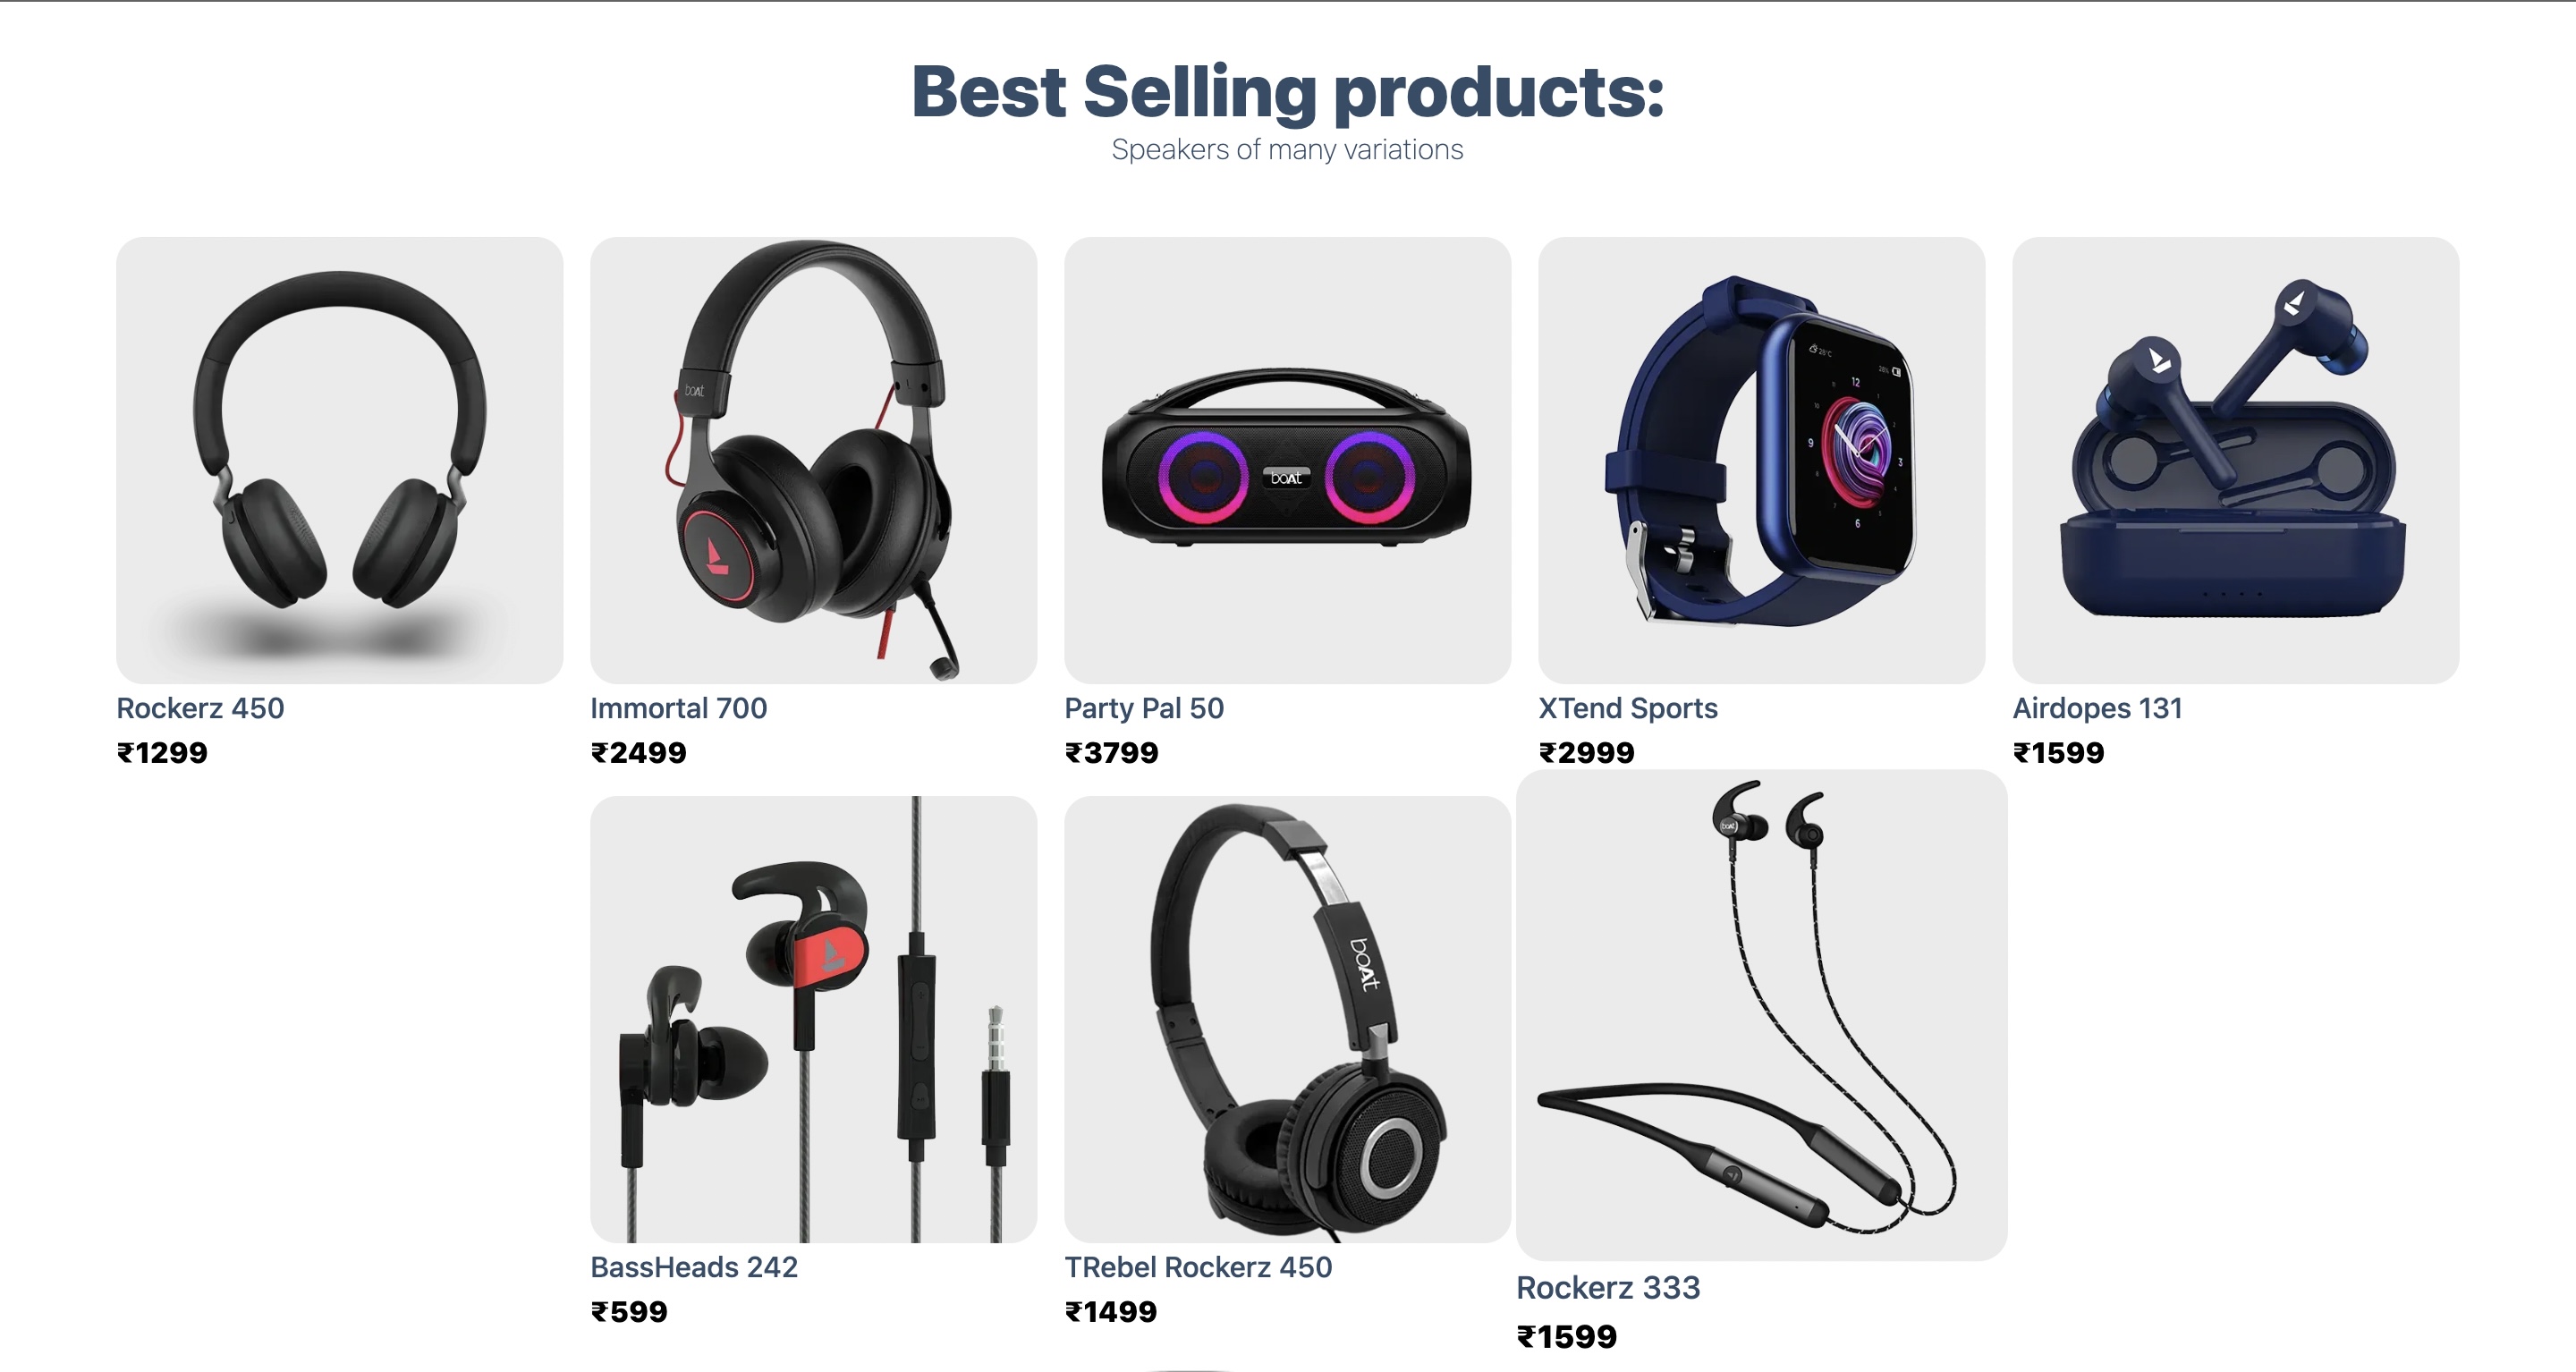 Best Selling products:
Speakers of many variations
boAt
boAt
28°C
12
9
3
6
Rockerz 450
₹1299
Immortal 700
₹2499
Party Pal 50
₹3799
XTend Sports
₹2999
Airdopes 131
₹1599
boAt
boAt
BassHeads 242
₹599
TRebel Rockerz 450
₹1499
Rockerz 333
₹1599